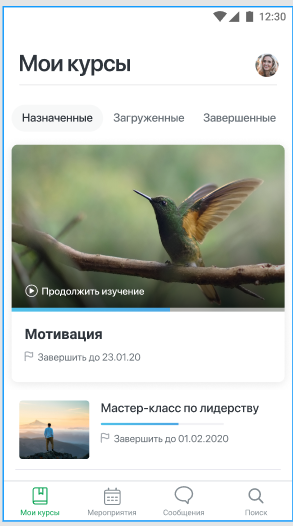 12:30
Мои курсы
Назначенные Загруженные Завершенные
Продолжить изучение
Мотивация
Завершить до 23.01.20
Мастер-класс по лидерству
Завершить до 01.02.2020
Мои курсы Мероприятия Сообщения Поиск